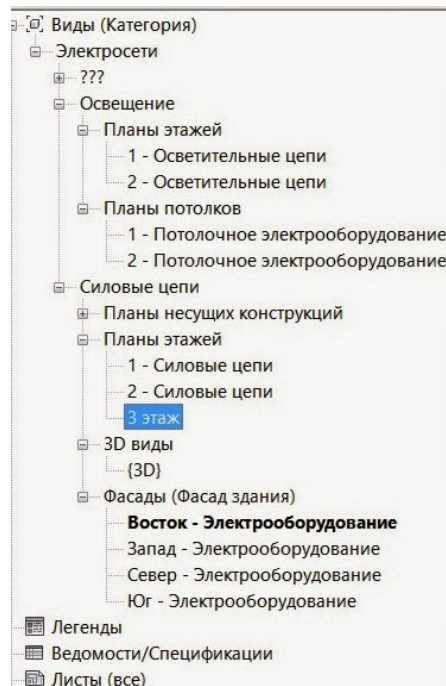 Виды (Категория)
Электросети
???
Освещение
Планы этажей
1 - Осветительные цепи
2 - Осветительные цепи
Планы потолков
1 - Потолочное электрооборудование
2 - Потолочное электрооборудование
Силовые цепи
Планы несущих конструкций
Планы этажей
1 - Силовые цепи
2 - Силовые цепи
3 этаж
3D виды
{3D}
Фасады (Фасад здания)
Восток - Электрооборудование
Запад - Электрооборудование
Север - Электрооборудование
Юг - Электрооборудование
Легенды
Ведомости/Спецификации
Листы (все)